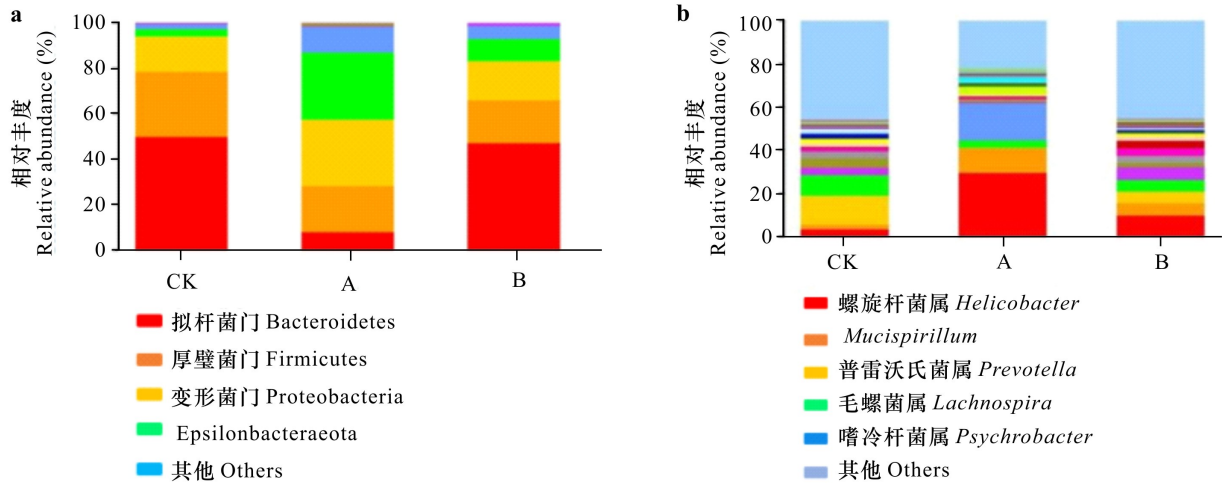 a
相对丰度
Relative abundance (%)
100
80
60
40
20
0
CK
A
B
拟杆菌门 Bacteroidetes
厚壁菌门 Firmicutes
变形菌门 Proteobacteria
Epsilonbacteraeota
其他 Others
b
相对丰度
Relative abundance (%)
100
80
60
40
20
0
CK
A
B
螺旋杆菌属 Helicobacter
Mucispirillum
普雷沃氏菌属 Prevotella
毛螺菌属 Lachnospira
嗜冷杆菌属 Psychrobacter
其他 Others